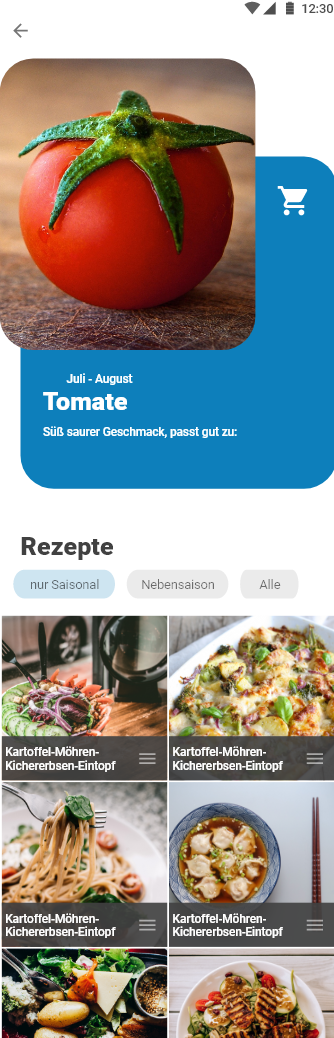 12:30
Juli - August
Tomate
Süß saurer Geschmack, passt gut zu:
Rezepte
nur Saisonal
Nebensaison
Alle
Kartoffel-Möhren-
Kichererbsen-Eintopf
Kartoffel-Möhren-
Kichererbsen-Eintopf
Kartoffel-Möhren-
Kichererbsen-Eintopf
Kartoffel-Möhren-
Kichererbsen-Eintopf